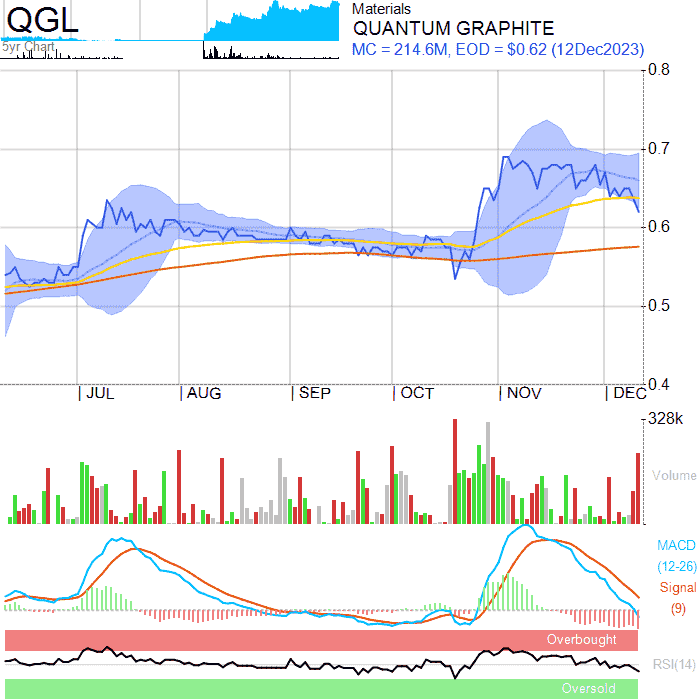 QGL
5yr Chart
Materials
QUANTUM GRAPHITE
MC = 214.6M, EOD = $0.62 (12Dec2023)
0.8
0.7
0.6
0.5
0.4
JUL
AUG
SEP
OCT
NOV
DEC
328k
Volume
MACD
(12-26)
Signal
(9)
Overbought
RSI(14)
Oversold